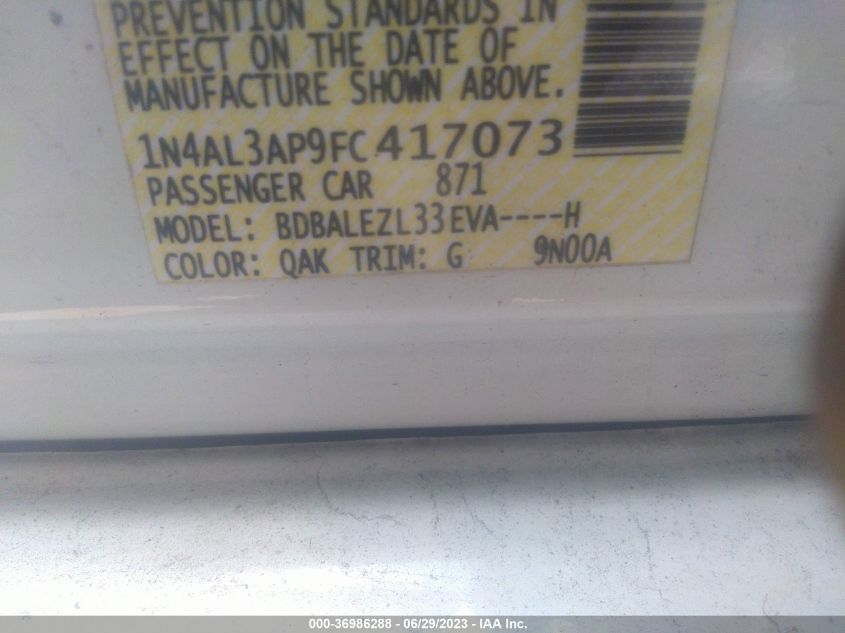 PREVENTION STANDARDS IN
EFFECT ON THE DATE OF
MANUFACTURE SHOWN ABOVE.
1N4AL3AP9FC417073
PASSENGER CAR 871
MODEL: BDBALEZL33EVA----H
COLOR: QAK TRIM: G 9N00A
000-36986288 - 06/29/2023 - IAA Inc.